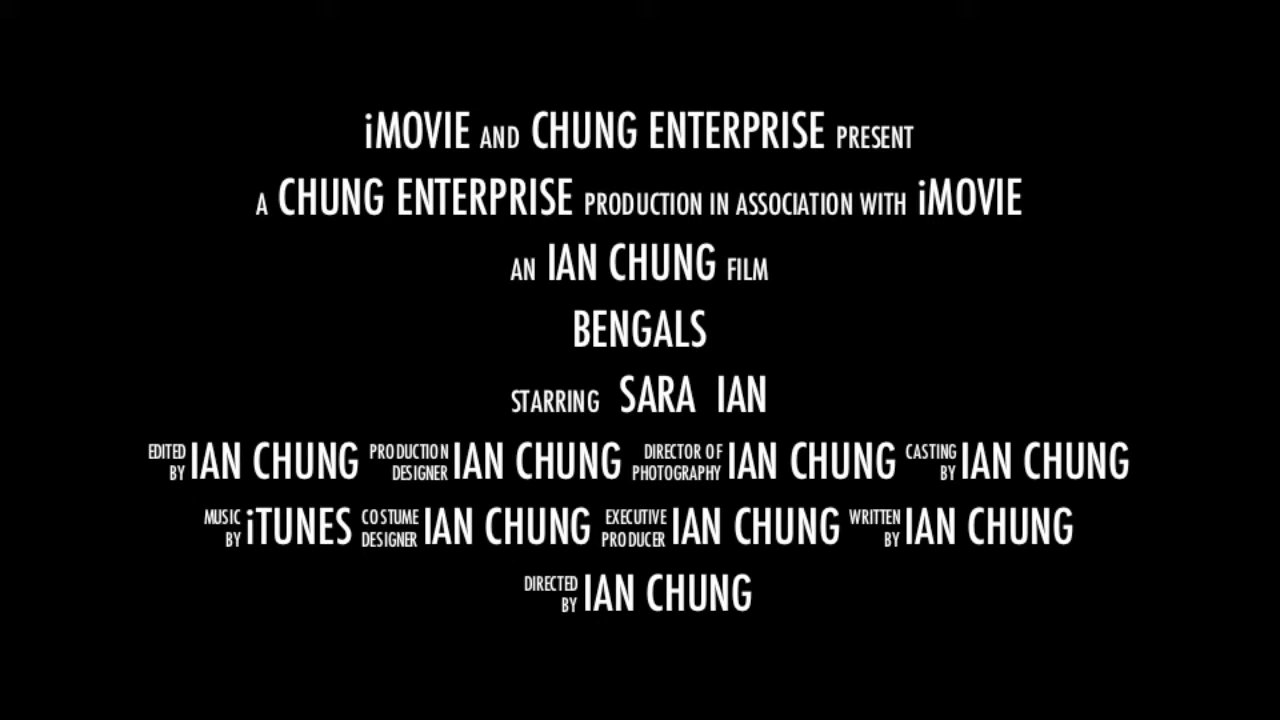 iMOVIE AND CHUNG ENTERPRISE PRESENT
A CHUNG ENTERPRISE PRODUCTION IN ASSOCIATION WITH iMOVIE
AN IAN CHUNG FILM
BENGALS
STARRING SARA IAN
EDITED BY IAN CHUNG PRODUCTION DESIGNER IAN CHUNG DIRECTOR OF PHOTOGRAPHY IAN CHUNG CASTING BY IAN CHUNG
MUSIC BY iTUNES COSTUME DESIGNER IAN CHUNG EXECUTIVE PRODUCER IAN CHUNG WRITTEN BY IAN CHUNG
DIRECTED BY IAN CHUNG